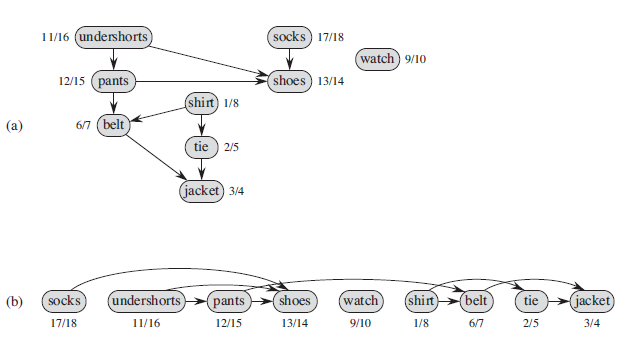 11/16 undershorts socks 17/18
watch 9/10
12/15 pants shoes 13/14
shirt 1/8
(a) 6/7 belt
tie 2/5
jacket 3/4
(b) socks undershorts pants shoes watch shirt belt tie jacket
17/18 11/16 12/15 13/14 9/10 1/8 6/7 2/5 3/4